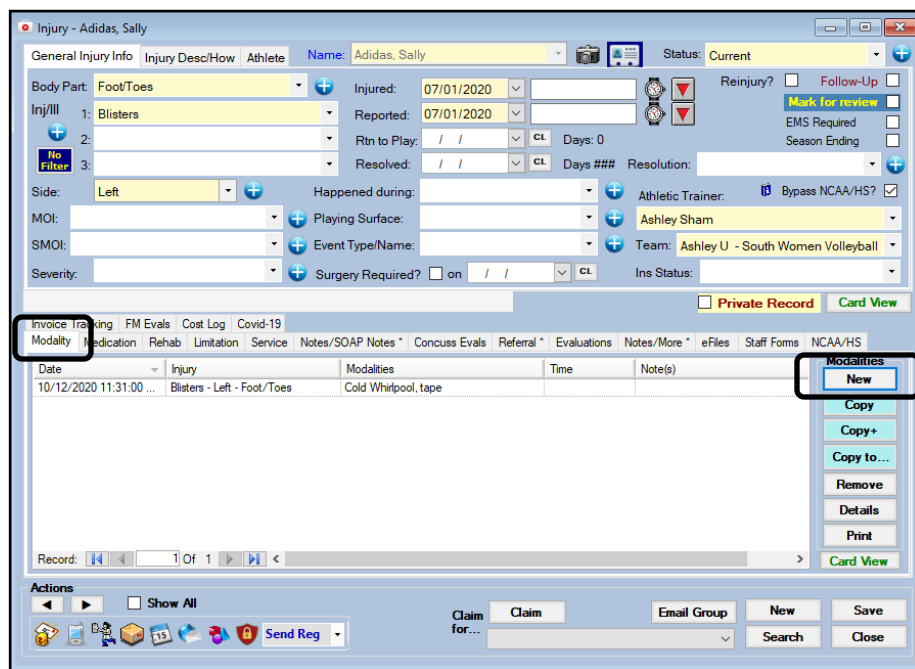 Injury - Adidas, Sally
General Injury Info Injury Desc/How Athlete Name: Adidas, Sally Status: Current
Body Part: Foot/Toes Injured: 07/01/2020 Reinjury? Follow-Up
Inj/Ill 1: Blisters Reported: 07/01/2020 Mark for review
2: Rtn to Play: / / CL Days: 0 EMS Required
No Filter 3: Resolved: / / CL Days ### Resolution: Season Ending
Side: Left Happened during: Athletic Trainer: Bypass NCAA/HS?
MOI: Playing Surface: Ashley Sham
SMOI: Event Type/Name: Team: Ashley U - South Women Volleyball
Severity: Surgery Required? on / / CL Ins Status:
Private Record Card View
Invoice Tracking FM Evals Cost Log Covid-19
Modality Medication Rehab Limitation Service Notes/SOAP Notes * Concuss Evals Referral * Evaluations Notes/More * eFiles Staff Forms NCAA/HS
Date Injury Modalities Time Note(s) Modalities
10/12/2020 11:31:00 ... Blisters - Left - Foot/Toes Cold Whirlpool, tape New
Copy
Copy+
Copy to...
Remove
Details
Print
Record: 1 Of 1 Card View
Actions
Show All
Claim for... Claim Email Group New Save
15 Send Reg Search Close